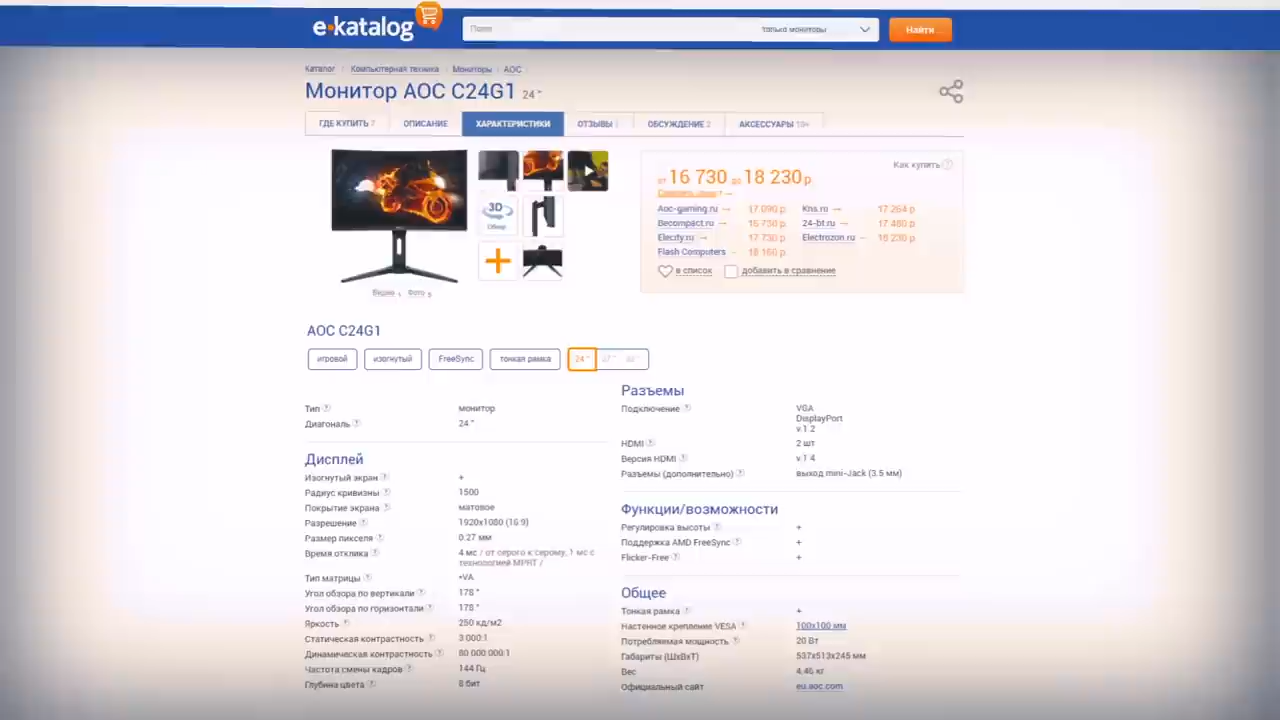 e-katalog
Поиск
только мониторы
Найти
Каталог
Компьютерная техника
Мониторы
AOC
Монитор AOC C24G1 24 "
ГДЕ КУПИТЬ 7
ОПИСАНИЕ
ХАРАКТЕРИСТИКИ
ОТЗЫВЫ
ОБСУЖДЕНИЕ 2
АКСЕССУАРЫ 19+
3D
Обзор
Видео
Фото 5
Как купить ?
от 16 730 до 18 230 р
Aoc-gaming.ru → 17 090 р
Kns.ru → 17 264 р
Becompact.ru → 16 730 р
24-bt.ru → 17 480 р
Elecity.ru → 17 730 р
Electrozon.ru → 18 230 р
Flash Computers 18 160 р
в список
добавить в сравнение
AOC C24G1
игровой
изогнутый
FreeSync
тонкая рамка
24 "
Тип ? монитор
Диагональ ? 24 "
Дисплей
Изогнутый экран ? +
Радиус кривизны ? 1500
Покрытие экрана ? матовое
Разрешение ? 1920x1080 (16:9)
Размер пикселя ? 0.27 мм
Время отклика ? 4 мс / от серого к серому, 1 мс с
технологией MPRT /
Тип матрицы ? *VA
Угол обзора по вертикали ? 178 °
Угол обзора по горизонтали ? 178 °
Яркость ? 250 кд/м2
Статическая контрастность ? 3 000:1
Динамическая контрастность ? 80 000 000:1
Частота смены кадров ? 144 Гц
Глубина цвета ? 8 бит
Разъемы
Подключение ? VGA
DisplayPort
v 1.2
HDMI ? 2 шт
Версия HDMI ? v 1.4
Разъемы (дополнительно) ? выход mini-Jack (3.5 мм)
Функции/возможности
Регулировка высоты ? +
Поддержка AMD FreeSync ? +
Flicker-Free ? +
Общее
Тонкая рамка ? +
Настенное крепление VESA ? 100x100 мм
Потребляемая мощность ? 20 Вт
Габариты (ШхВхТ) 537x513x245 мм
Вес 4.46 кг
Официальный сайт eu.aoc.com